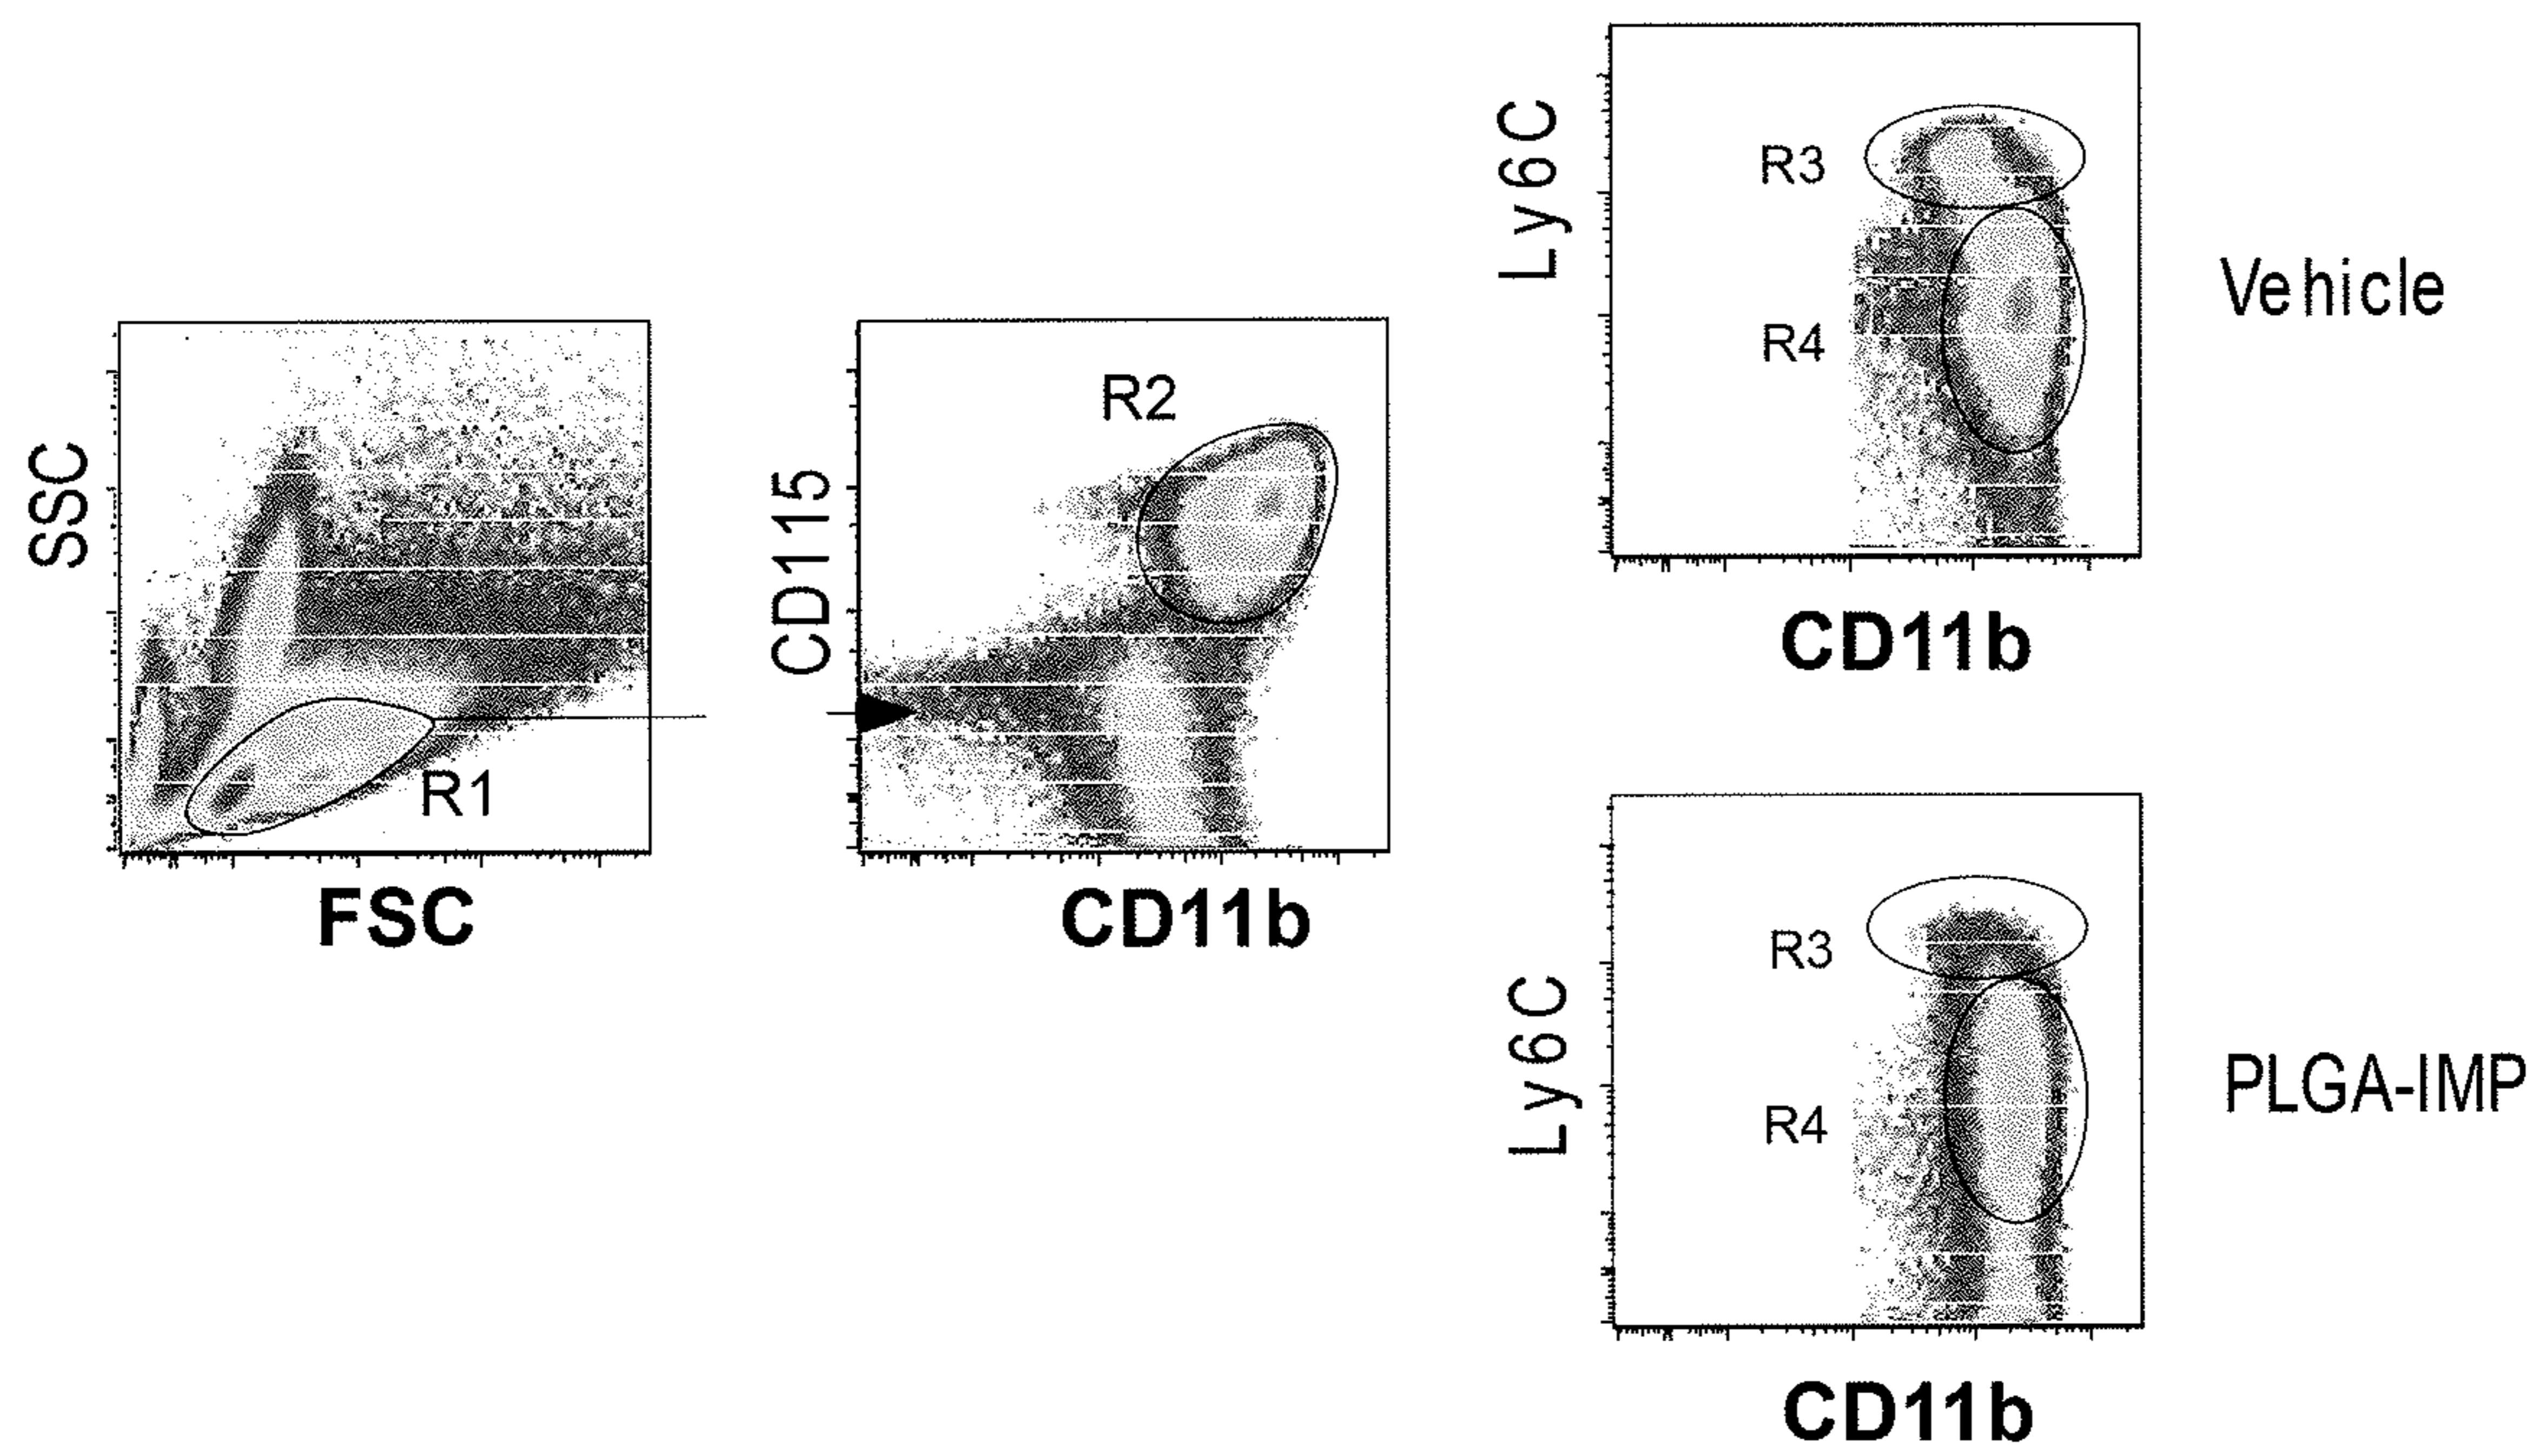 SSC
R1
FSC
CD115
R2
CD11b
Ly6C
R3
R4
CD11b
Vehicle
Ly6C
R3
R4
CD11b
PLGA-IMP